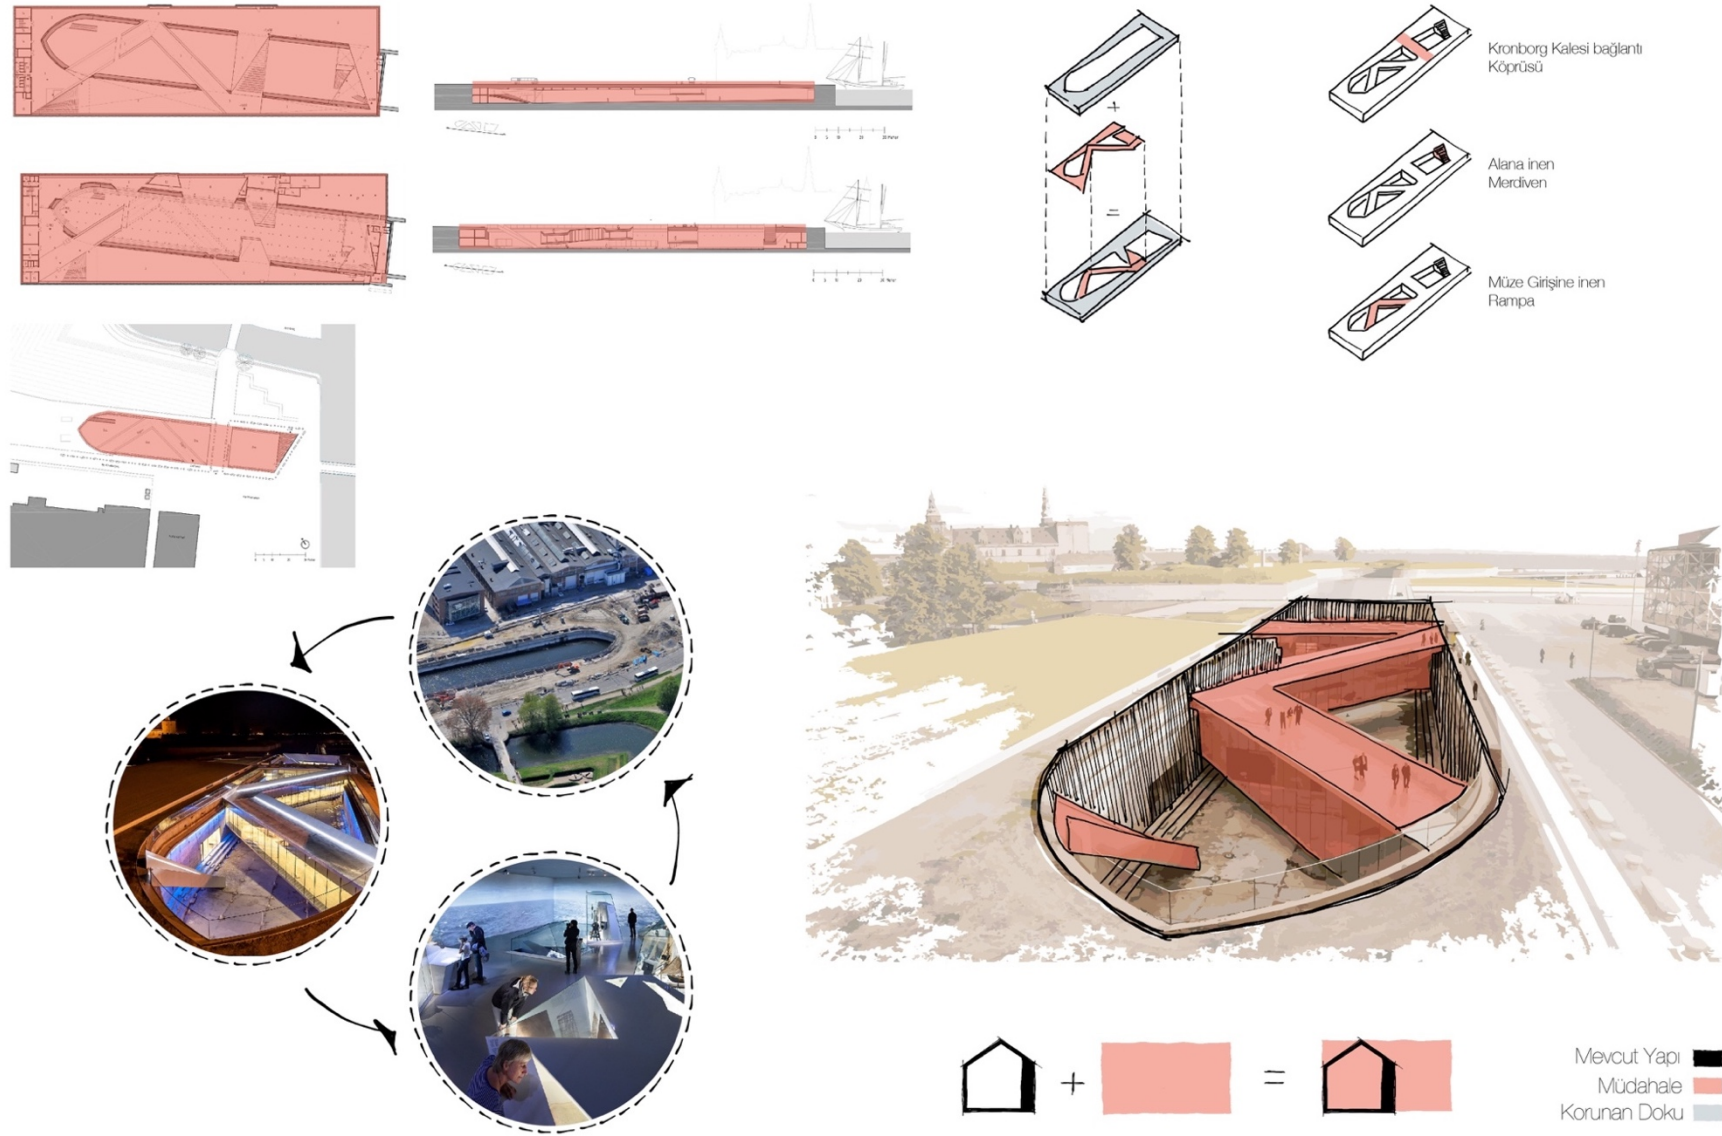 Kronborg Kalesi bağlantı
Köprüsü
Alana inen
Merdiven
Müze Girişine inen
Rampa
Mevcut Yapı
Müdahale
Korunan Doku